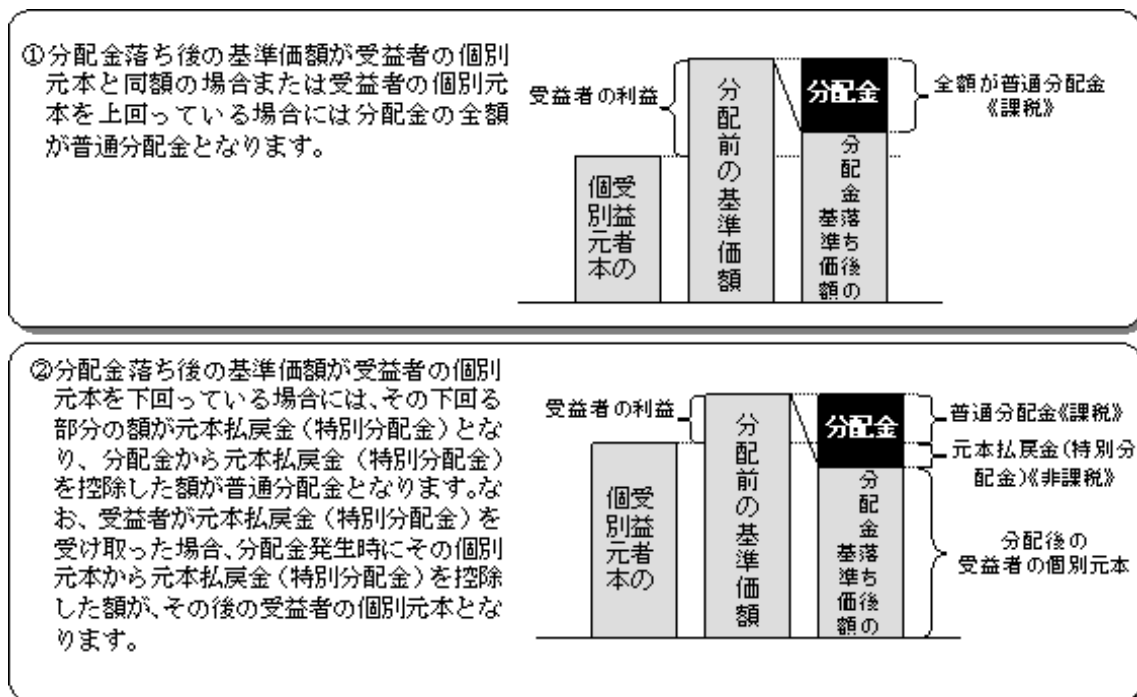 ①分配金落ち後の基準価額が受益者の個別
元本と同額の場合または受益者の個別元
本を上回っている場合には分配金の全額
が普通分配金となります。
受益者の利益
受益者の
個別元本
分配前の基準価額
分配金
分配金落ち後の
基準価額
全額が普通分配金
《課税》
②分配金落ち後の基準価額が受益者の個別
元本を下回っている場合には、その下回る
部分の額が元本払戻金(特別分配金)とな
り、分配金から元本払戻金(特別分配金)
を控除した額が普通分配金となります。な
お、受益者が元本払戻金(特別分配金)を
受け取った場合、分配金発生時にその個別
元本から元本払戻金(特別分配金)を控除
した額が、その後の受益者の個別元本とな
ります。
受益者の利益
受益者の
個別元本
分配前の基準価額
分配金
分配金落ち後の
基準価額
普通分配金《課税》
元本払戻金(特別分
配金)《非課税》
分配後の
受益者の個別元本